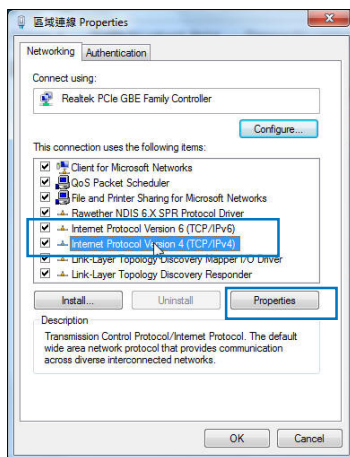 區域連線 Properties
Networking Authentication
Connect using:
Realtek PCIe GBE Family Controller
Configure...
This connection uses the following items:
Client for Microsoft Networks
QoS Packet Scheduler
File and Printer Sharing for Microsoft Networks
Rawether NDIS 6.X SPR Protocol Driver
Internet Protocol Version 6 (TCP/IPv6)
Internet Protocol Version 4 (TCP/IPv4)
Link-Layer Topology Discovery Mapper I/O Driver
Link-Layer Topology Discovery Responder
Install... Uninstall Properties
Description
Transmission Control Protocol/Internet Protocol. The default
wide area network protocol that provides communication
across diverse interconnected networks.
OK Cancel